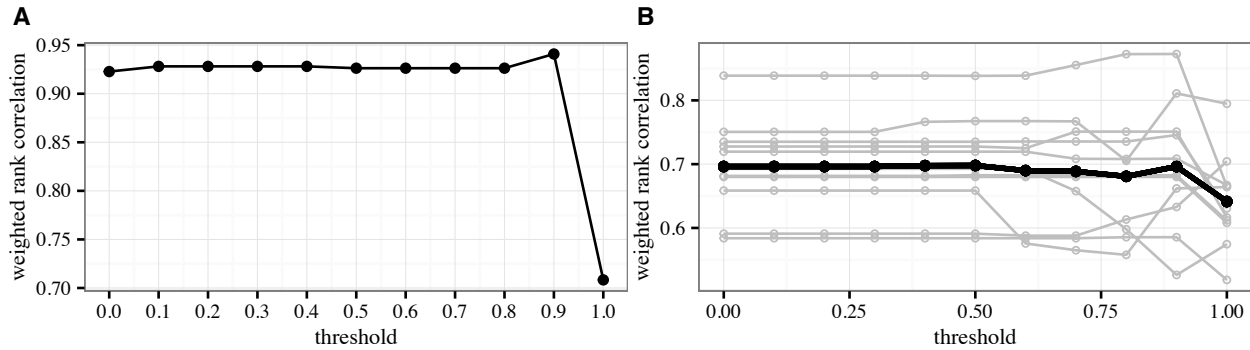 A
weighted rank correlation
0.95
0.90
0.85
0.80
0.75
0.70
0.0 0.1 0.2 0.3 0.4 0.5 0.6 0.7 0.8 0.9 1.0
threshold
B
weighted rank correlation
0.8
0.7
0.6
0.00 0.25 0.50 0.75 1.00
threshold